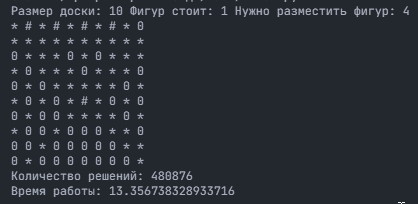 Размер доски: 10 Фигур стоит: 1 Нужно разместить фигур: 4
* # * # * # * # * 0
* * * * * * * * * *
* 0 * * 0 * 0 * * 0
0 * * 0 * * * 0 * *
* * * * * * * * * *
* 0 * 0 * # * 0 * 0
0 * 0 0 * * * 0 0 *
* 0 0 * 0 0 0 * 0 0
0 0 * 0 0 0 0 0 * 0
0 * 0 0 0 0 0 0 0 *
Количество решений: 480876
Время работы: 13.356738328933716